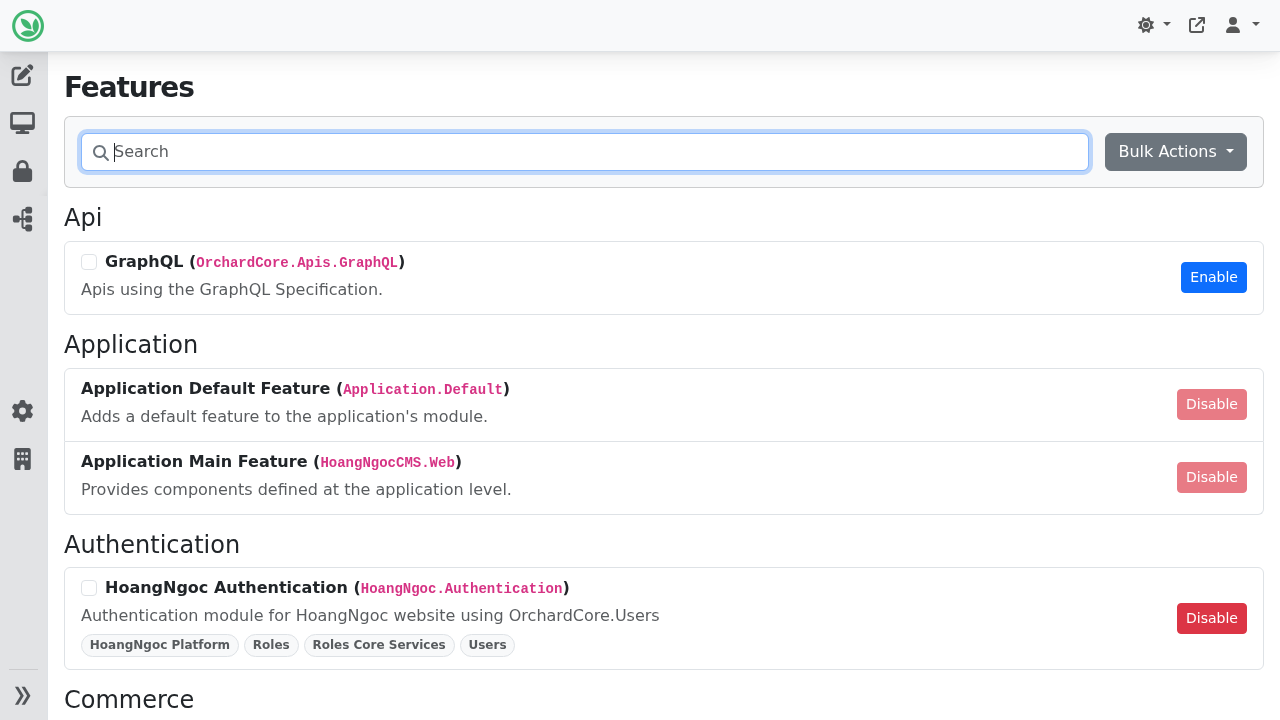 Features
Search
Bulk Actions
Api
GraphQL (OrchardCore.Apis.GraphQL)
Apis using the GraphQL Specification.
Enable
Application
Application Default Feature (Application.Default)
Adds a default feature to the application's module.
Disable
Application Main Feature (HoangNgocCMS.Web)
Provides components defined at the application level.
Disable
Authentication
HoangNgoc Authentication (HoangNgoc.Authentication)
Authentication module for HoangNgoc website using OrchardCore.Users
HoangNgoc Platform Roles Roles Core Services Users
Disable
Commerce